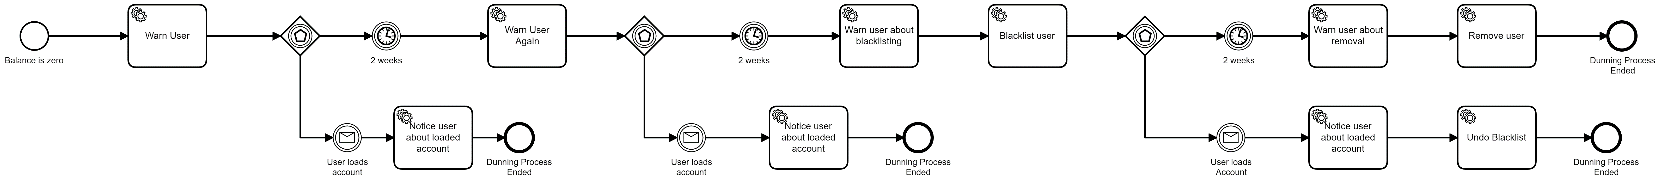 Balance is zero
Warn User
2 weeks
Warn User
Again
2 weeks
Warn user about
blacklisting
Blacklist user
2 weeks
Warn user about
removal
Remove user
Dunning Process
Ended
User loads
account
Notice user
about loaded
account
Dunning Process
Ended
User loads
account
Notice user
about loaded
account
Dunning Process
Ended
User loads
Account
Notice user
about loaded
account
Undo Blacklist
Dunning Process
Ended